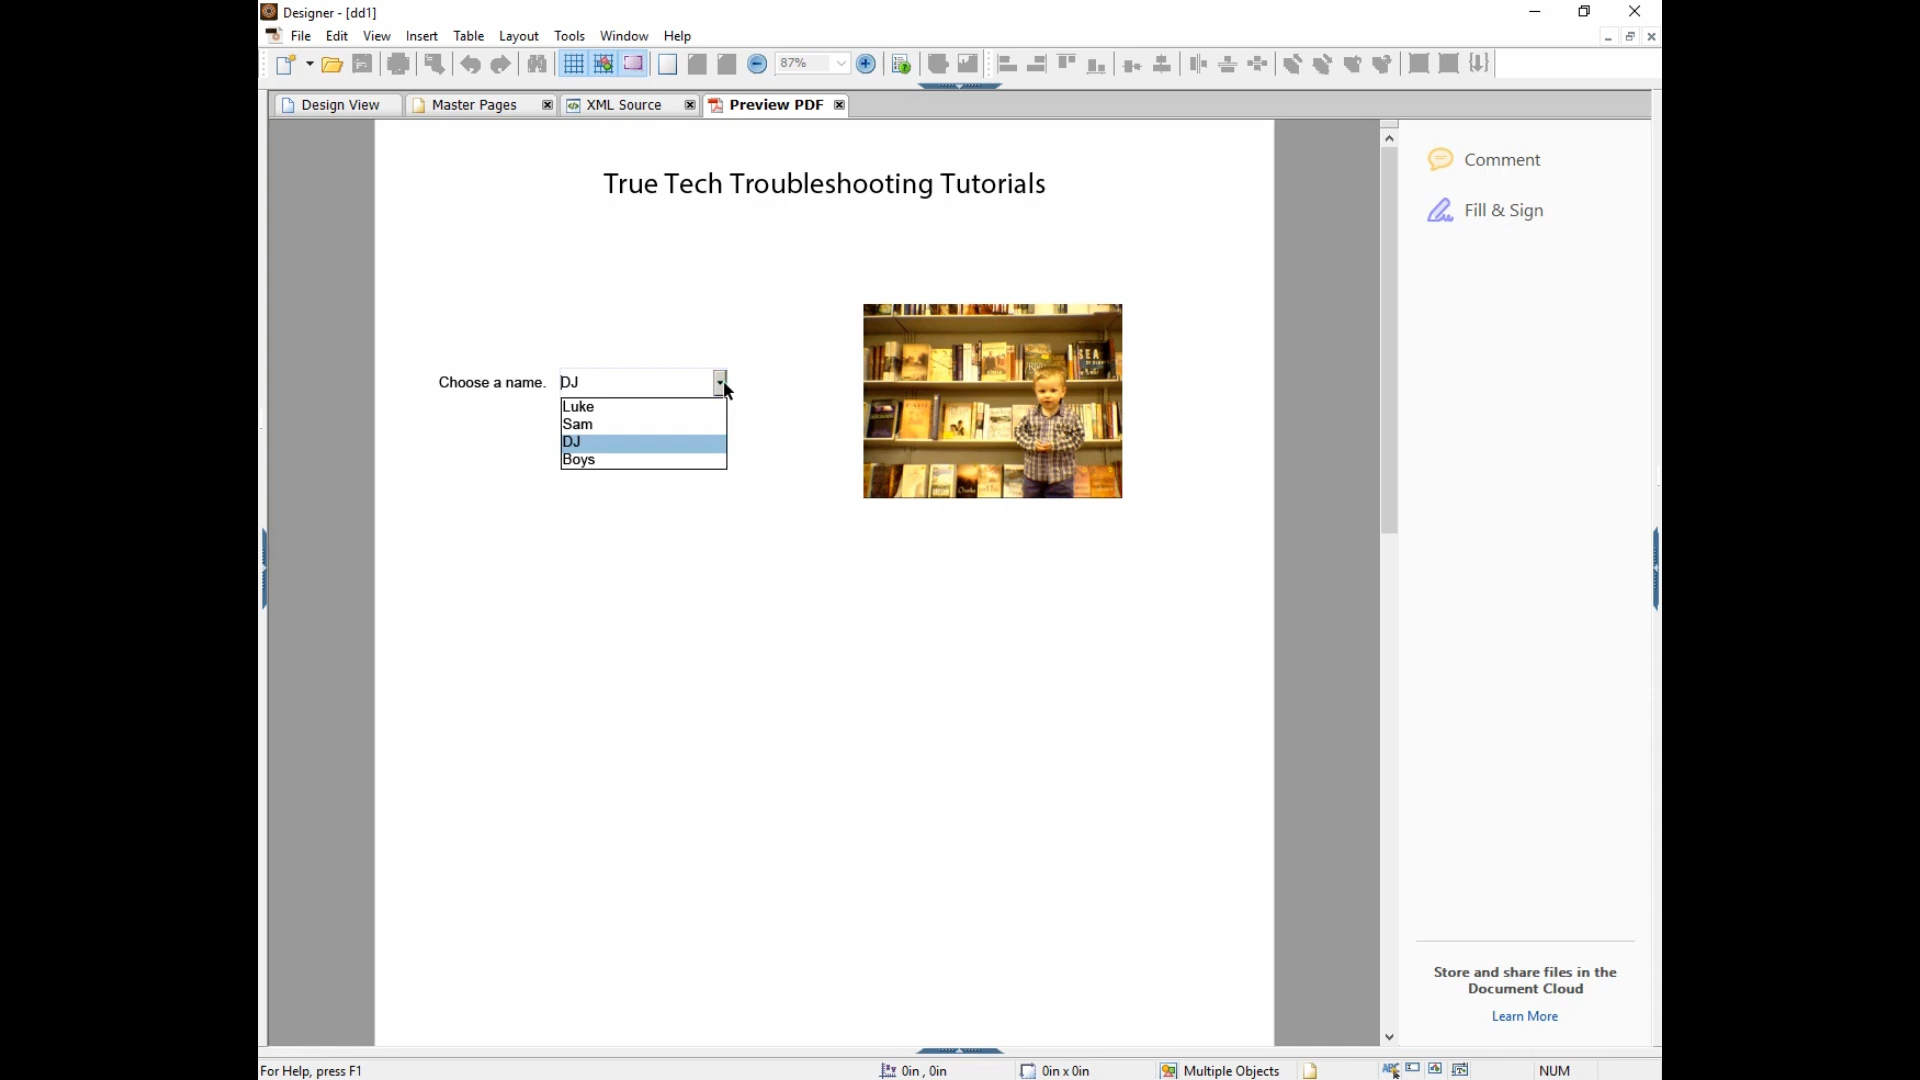 Designer - [dd1]
File Edit View Insert Table Layout Tools Window Help
87%
Design View Master Pages XML Source Preview PDF
True Tech Troubleshooting Tutorials
Comment
Fill & Sign
SEA
Choose a name. DJ
Luke
Sam
DJ
Boys
Store and share files in the
Document Cloud
Learn More
For Help, press F1 0in , 0in 0in x 0in Multiple Objects ABC NUM